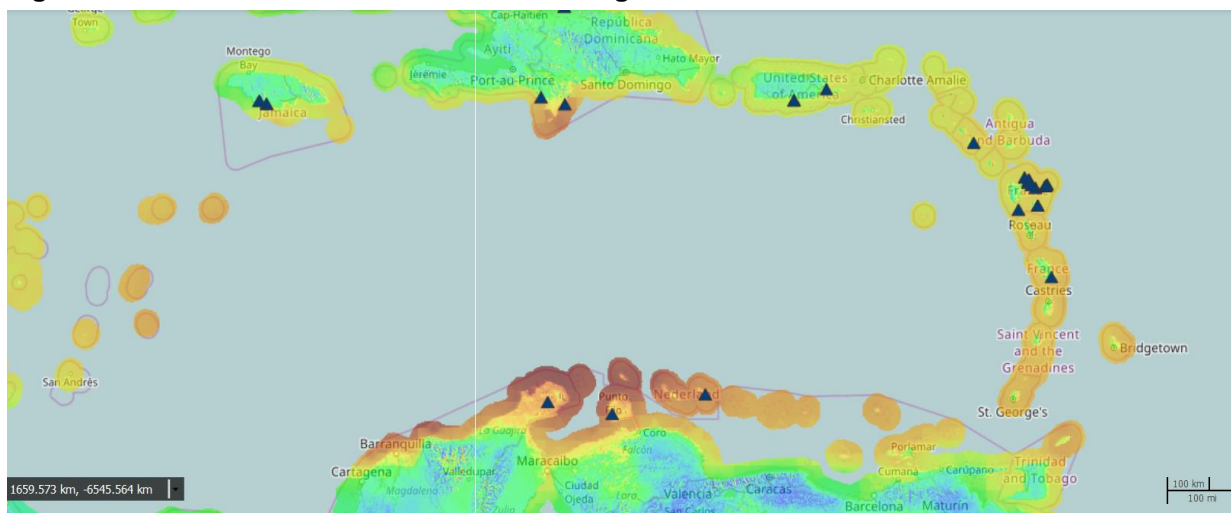 Town
Cap-Haïtien
República
Dominicana
Montego
Bay
Jamaica
Ayiti
Jérémie
Port-au-Prince
Hato Mayor
Santo Domingo
United States
of America
Charlotte Amalie
Christiansted
Antigua
and Barbuda
Roseau
France
Castries
Saint Vincent
and the
Grenadines
Bridgetown
St. George's
San Andrés
Nederland
Punto
Barranquilla
La Guajira
Coro
Falcón
Cartagena
Valledupar
Maracaibo
Magdalena
Ciudad
Ojeda
Lara
Valencia
San Carlos
Caracas
Porlamar
Cumaná
Carúpano
Barcelona
Maturín
Trinidad
and Tobago
Zulia
1659.573 km, -6545.564 km
100 km
100 mi